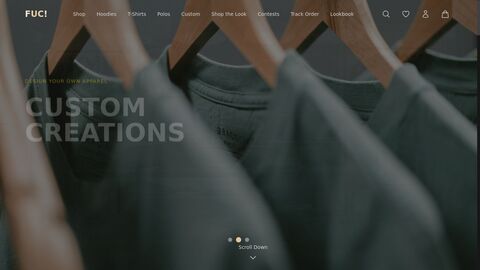 FUC!
Shop
Hoodies
T-Shirts
Polos
Custom
Shop the Look
Contests
Track Order
Lookbook
DESIGN YOUR OWN APPAREL
CUSTOM
CREATIONS
Scroll Down